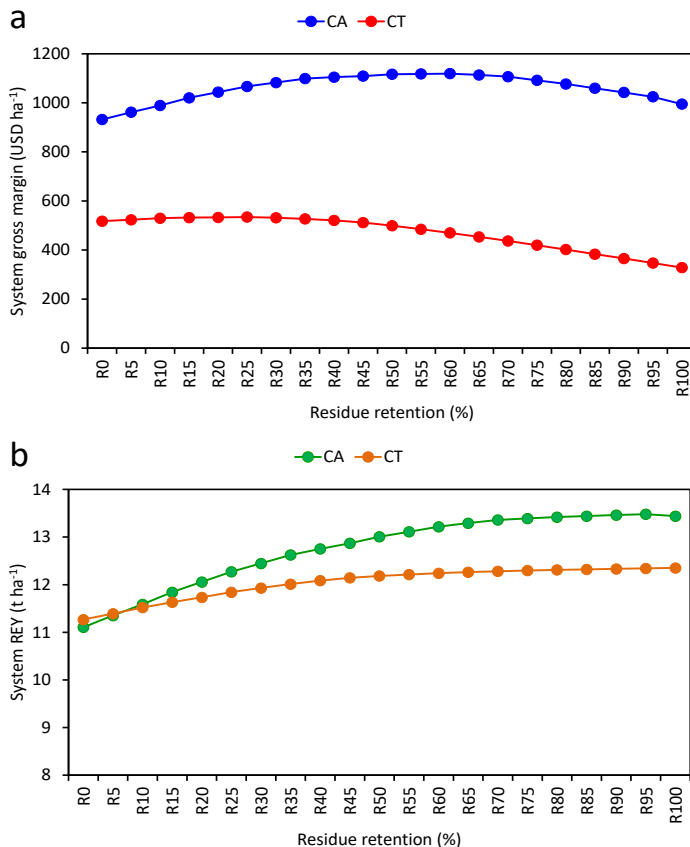 a
CA CT
System gross margin (USD ha⁻¹)
1200
1000
800
600
400
200
0
R0 R5 R10 R15 R20 R25 R30 R35 R40 R45 R50 R55 R60 R65 R70 R75 R80 R85 R90 R95 R100
Residue retention (%)
b
CA CT
System REY (t ha⁻¹)
14
13
12
11
10
9
8
R0 R5 R10 R15 R20 R25 R30 R35 R40 R45 R50 R55 R60 R65 R70 R75 R80 R85 R90 R95 R100
Residue retention (%)